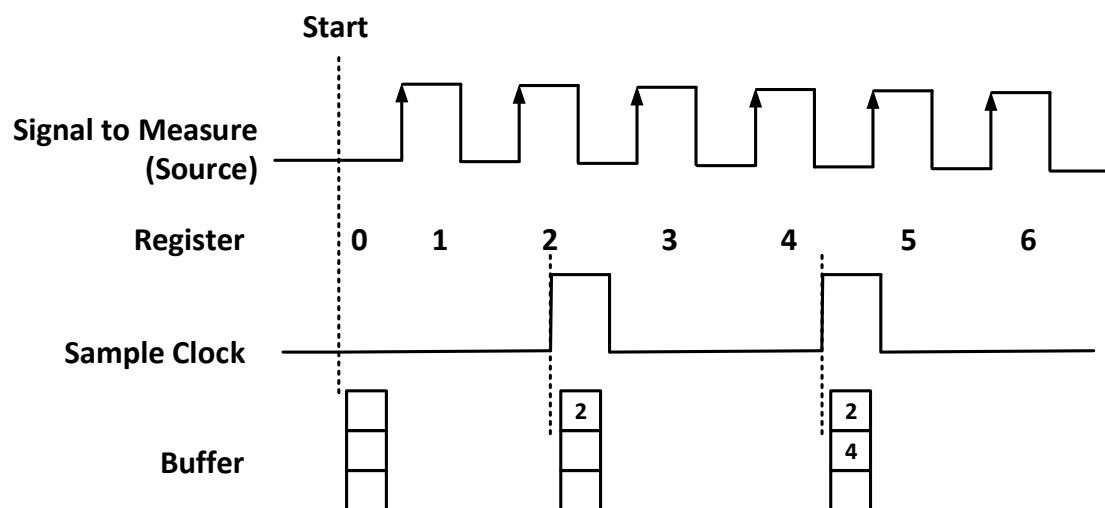 Start
Signal to Measure
(Source)
Register 0 1 2 3 4 5 6
Sample Clock
Buffer
2
2
4